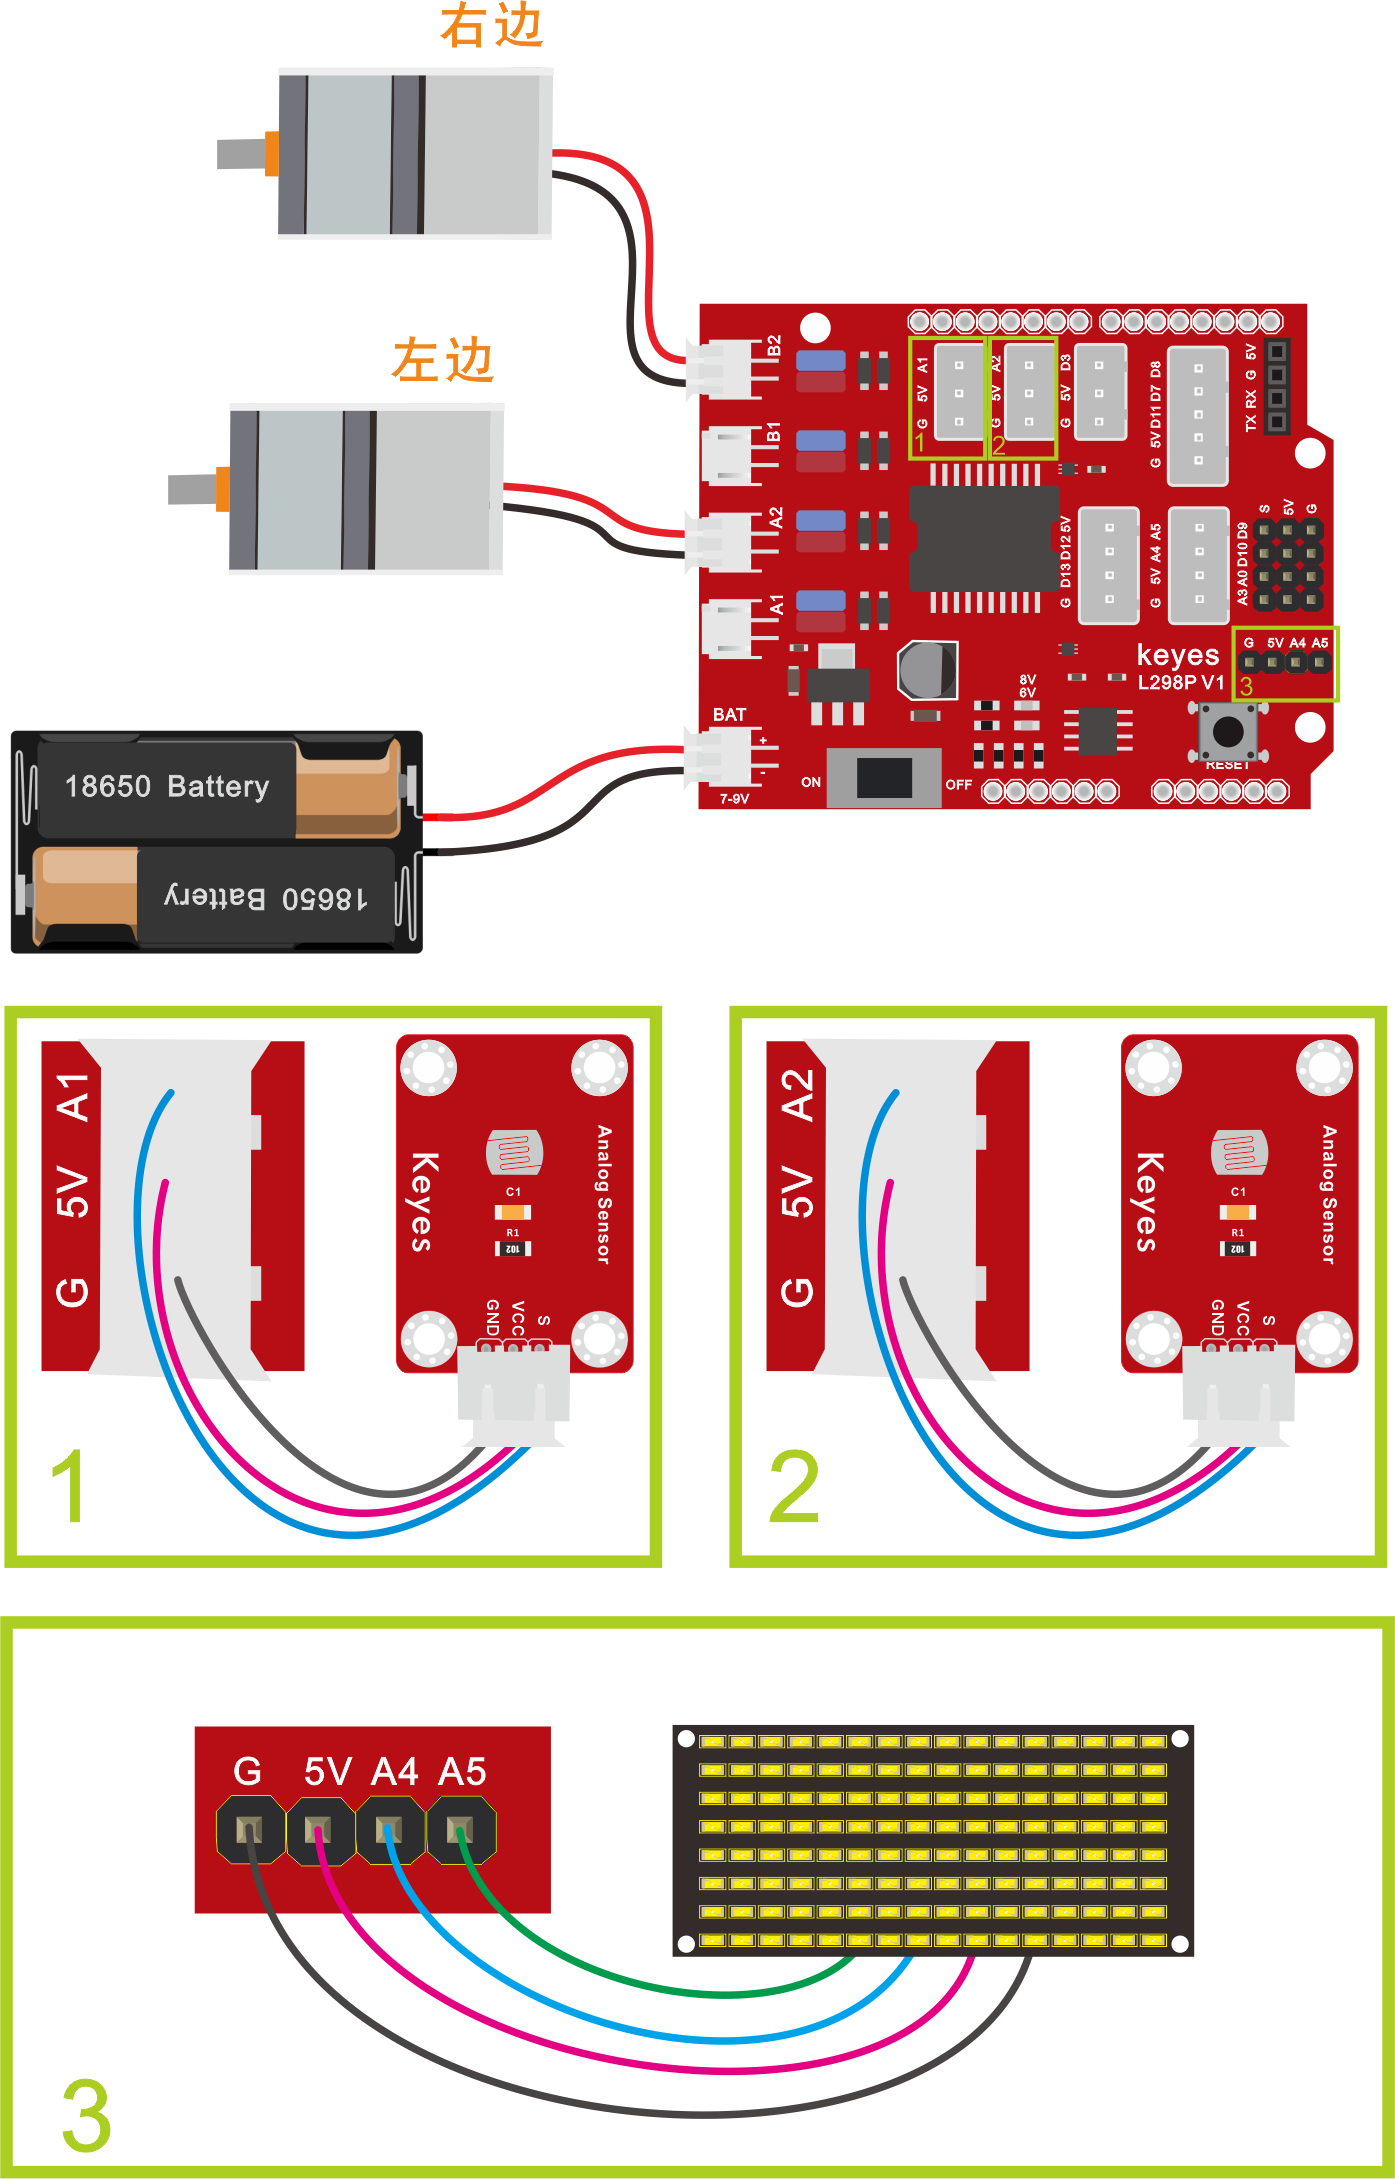 右边
左边
B2
B1
A2
A1
BAT
+
-
7-9V
ON
OFF
G 5V A1
1
G 5V A2
2
G 5V D3
G 5V D11 D7 D8
TX RX G 5V
G D13 D12 5V
G 5V A4 A5
S 5V G
A3 A0 D10 D9
keyes
L298P V1
8V
6V
G 5V A4 A5
3
RESET
18650 Battery
18650 Battery
G 5V A1
Keyes
Analog Sensor
C1
R1
102
GND
VCC
S
1
G 5V A2
Keyes
Analog Sensor
C1
R1
102
GND
VCC
S
2
G 5V A4 A5
3